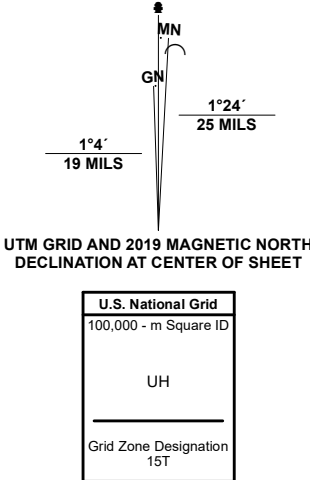 MN
GN
1°24´
25 MILS
1°4´
19 MILS
UTM GRID AND 2019 MAGNETIC NORTH
DECLINATION AT CENTER OF SHEET
U.S. National Grid
100,000 - m Square ID
UH
Grid Zone Designation
15T